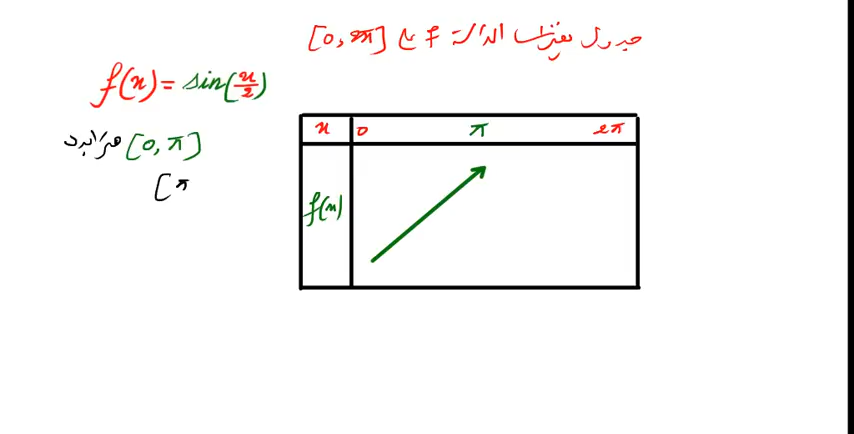 جدول تغيرات الدالة f على [0, 2π]
f(x) = sin(x/2)
x 0 π 2π
[0, π] متزايدة
[π
f(x)